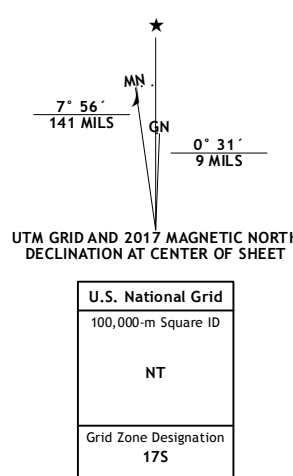 MN
7° 56´
141 MILS
GN
0° 31´
9 MILS
UTM GRID AND 2017 MAGNETIC NORTH
DECLINATION AT CENTER OF SHEET
U.S. National Grid
100,000-m Square ID
NT
Grid Zone Designation
17S